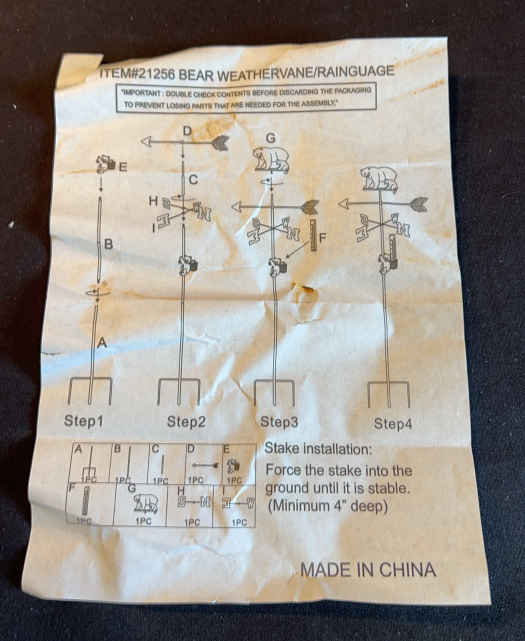 ITEM#21256 BEAR WEATHERVANE/RAINGUAGE
"IMPORTANT : DOUBLE CHECK CONTENTS BEFORE DISCARDING THE PACKAGING
TO PREVENT LOSING PARTS THAT ARE NEEDED FOR THE ASSEMBLY."
D
G
E
C
H
I
F
B
A
N
Step1 Step2 Step3 Step4
A B C D E
1PC 1PC 1PC 1PC 1PC
F G H I
1PC 1PC 1PC 1PC
Stake installation:
Force the stake into the
ground until it is stable.
(Minimum 4" deep)
MADE IN CHINA